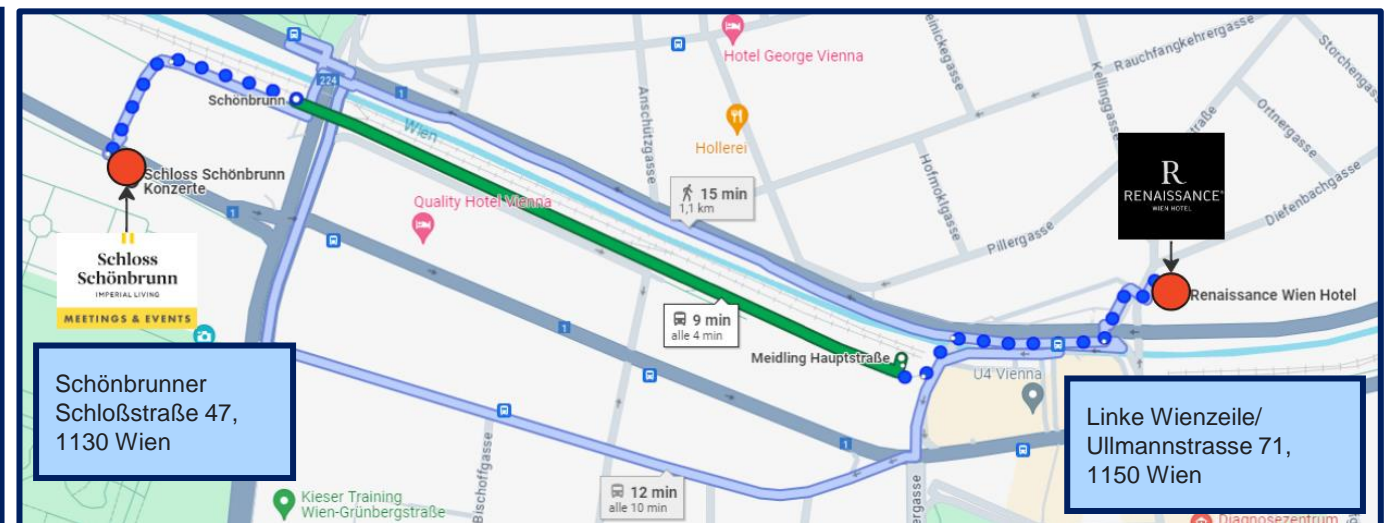 Hotel George Vienna
Rauchfangkehrergasse
Storchengas
Kellinggasse
Ortnergasse
224
1
Schönbrunn
Wien
Anschützgasse
Hollerei
Hofmoklgasse
Diefenbachgasse
R
RENAISSANCE
WIEN HOTEL
Schloss Schönbrunn
Konzerte
15 min
1,1 km
Quality Hotel Vienna
1
Pillergasse
Schloss
Schönbrunn
IMPERIAL LIVING
MEETINGS & EVENTS
Renaissance Wien Hotel
9 min
alle 4 min
1
Meidling Hauptstraße
U4 Vienna
Schönbrunner
Schloßstraße 47,
1130 Wien
Linke Wienzeile/
Ullmannstrasse 71,
1150 Wien
Bischoffgasse
1
12 min
alle 10 min
Kieser Training
Wien-Grünbergstraße
ergasse
Diagnosezentrum